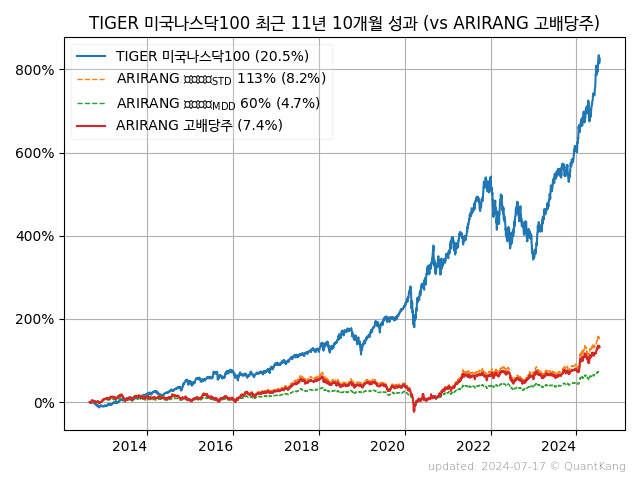 TIGER 미국나스닥100 최근 11년 10개월 성과 (vs ARIRANG 고배당주)
TIGER 미국나스닥100 (20.5%)
ARIRANG STD 113% (8.2%)
ARIRANG MDD 60% (4.7%)
ARIRANG 고배당주 (7.4%)
800%
600%
400%
200%
0%
2014 2016 2018 2020 2022 2024
updated: 2024-07-17 © QuantKang